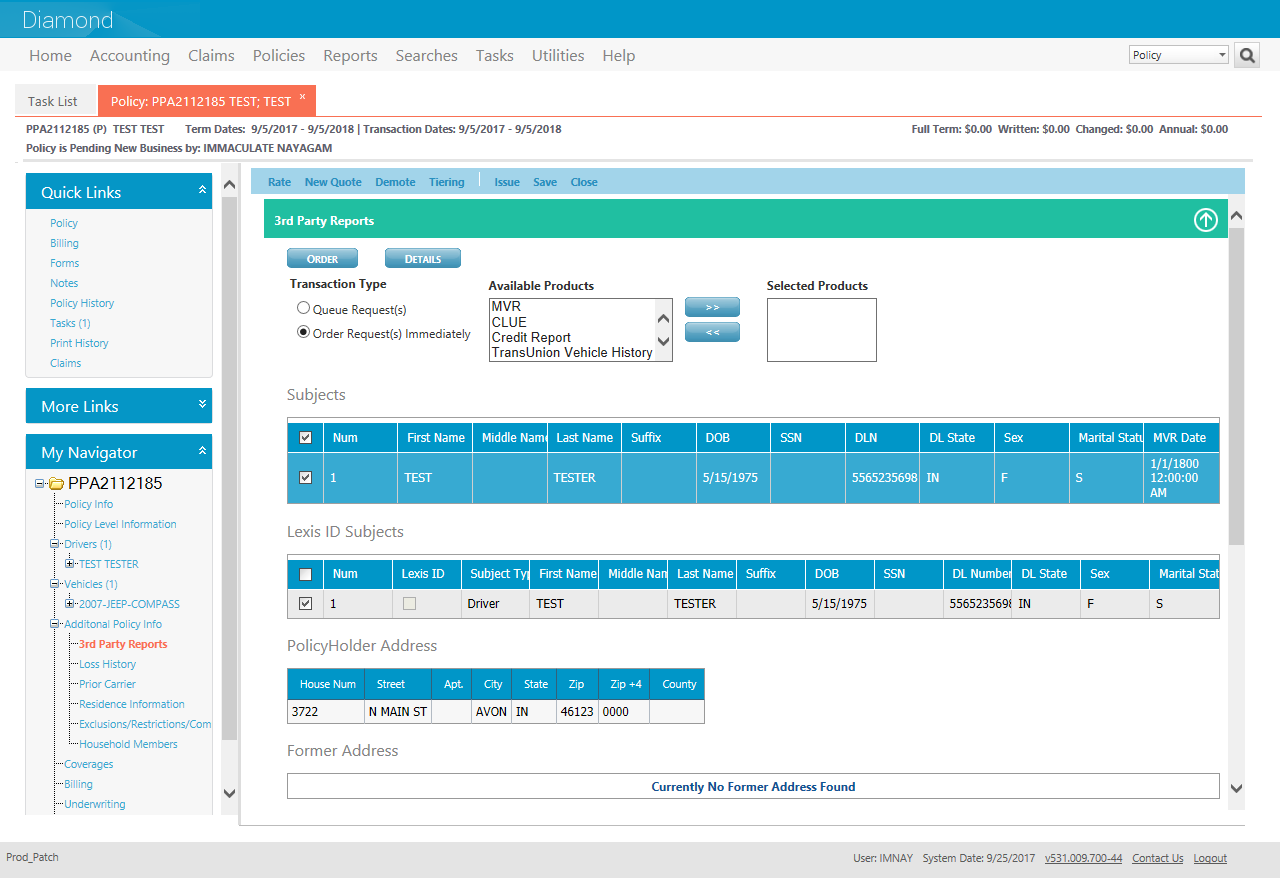 Diamond
Home Accounting Claims Policies Reports Searches Tasks Utilities Help Policy
Task List Policy: PPA2112185 TEST; TEST x
PPA2112185 (P) TEST TEST Term Dates: 9/5/2017 - 9/5/2018 | Transaction Dates: 9/5/2017 - 9/5/2018 Full Term: $0.00 Written: $0.00 Changed: $0.00 Annual: $0.00
Policy is Pending New Business by: IMMACULATE NAYAGAM
Quick Links
Policy
Billing
Forms
Notes
Policy History
Tasks (1)
Print History
Claims
More Links
My Navigator
PPA2112185
Policy Info
Policy Level Information
Drivers (1)
TEST TESTER
Vehicles (1)
2007-JEEP-COMPASS
Additonal Policy Info
3rd Party Reports
Loss History
Prior Carrier
Residence Information
Exclusions/Restrictions/Com
Household Members
Coverages
Billing
Underwriting
Rate New Quote Demote Tiering Issue Save Close
3rd Party Reports
ORDER DETAILS
Transaction Type
Queue Request(s)
Order Request(s) Immediately
Available Products
MVR
CLUE
Credit Report
TransUnion Vehicle History
>>
<<
Selected Products
Subjects
Num First Name Middle Name Last Name Suffix DOB SSN DLN DL State Sex Marital Statu MVR Date
1 TEST TESTER 5/15/1975 5565235698 IN F S 1/1/1800
12:00:00
AM
Lexis ID Subjects
Num Lexis ID Subject Typ First Name Middle Nam Last Name Suffix DOB SSN DL Number DL State Sex Marital Stat
1 Driver TEST TESTER 5/15/1975 5565235698 IN F S
PolicyHolder Address
House Num Street Apt. City State Zip Zip +4 County
3722 N MAIN ST AVON IN 46123 0000
Former Address
Currently No Former Address Found
Prod_Patch User: IMNAY System Date: 9/25/2017 v531.009.700-44 Contact Us Logout